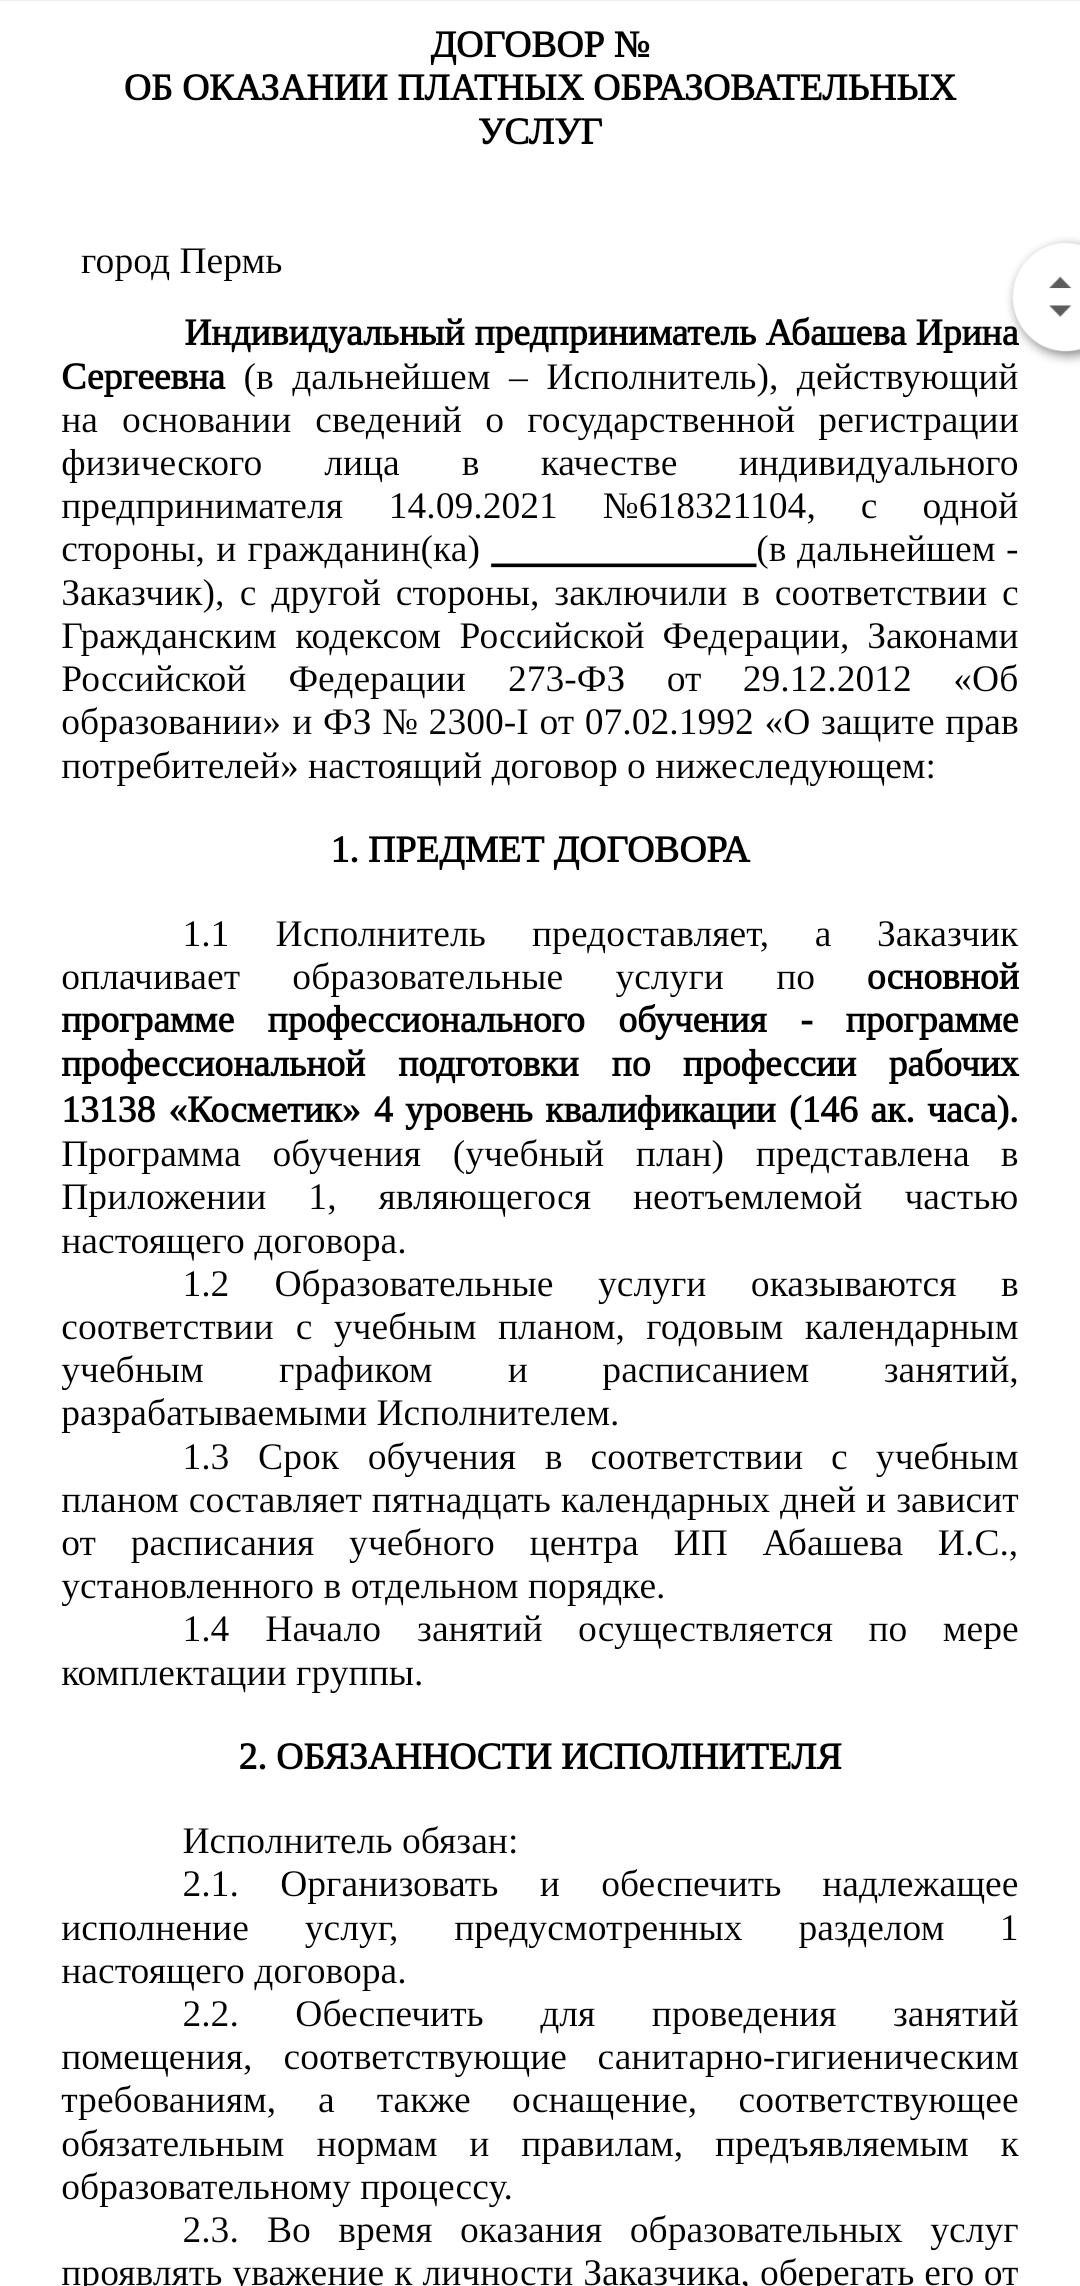 ДОГОВОР №
ОБ ОКАЗАНИИ ПЛАТНЫХ ОБРАЗОВАТЕЛЬНЫХ
УСЛУГ
город Пермь
Индивидуальный предприниматель Абашева Ирина
Сергеевна (в дальнейшем – Исполнитель), действующий
на основании сведений о государственной регистрации
физического лица в качестве индивидуального
предпринимателя 14.09.2021 №618321104, с одной
стороны, и гражданин(ка) ______________(в дальнейшем -
Заказчик), с другой стороны, заключили в соответствии с
Гражданским кодексом Российской Федерации, Законами
Российской Федерации 273-ФЗ от 29.12.2012 «Об
образовании» и ФЗ № 2300-I от 07.02.1992 «О защите прав
потребителей» настоящий договор о нижеследующем:
1. ПРЕДМЕТ ДОГОВОРА
1.1 Исполнитель предоставляет, а Заказчик
оплачивает образовательные услуги по основной
программе профессионального обучения - программе
профессиональной подготовки по профессии рабочих
13138 «Косметик» 4 уровень квалификации (146 ак. часа).
Программа обучения (учебный план) представлена в
Приложении 1, являющегося неотъемлемой частью
настоящего договора.
1.2 Образовательные услуги оказываются в
соответствии с учебным планом, годовым календарным
учебным графиком и расписанием занятий,
разрабатываемыми Исполнителем.
1.3 Срок обучения в соответствии с учебным
планом составляет пятнадцать календарных дней и зависит
от расписания учебного центра ИП Абашева И.С.,
установленного в отдельном порядке.
1.4 Начало занятий осуществляется по мере
комплектации группы.
2. ОБЯЗАННОСТИ ИСПОЛНИТЕЛЯ
Исполнитель обязан:
2.1. Организовать и обеспечить надлежащее
исполнение услуг, предусмотренных разделом 1
настоящего договора.
2.2. Обеспечить для проведения занятий
помещения, соответствующие санитарно-гигиеническим
требованиям, а также оснащение, соответствующее
обязательным нормам и правилам, предъявляемым к
образовательному процессу.
2.3. Во время оказания образовательных услуг
проявлять уважение к личности Заказчика, оберегать его от